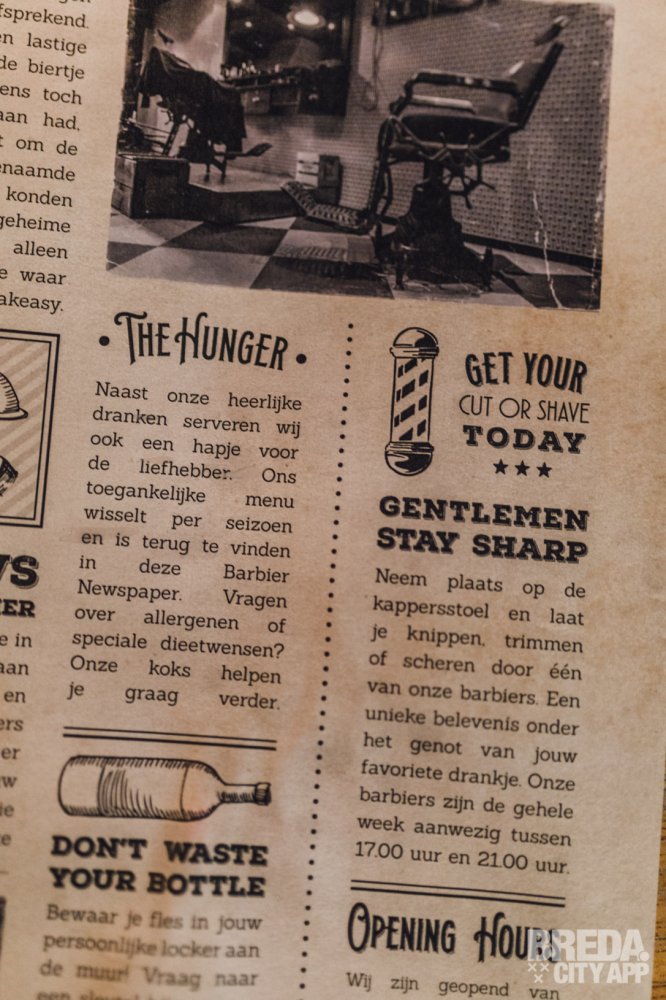 fsprekend.
lastige
de biertje
toch
had,
om de
konden
geheime
alleen
waar
THE HUNGER
Naast onze heerlijke
dranken serveren wij
ook een hapje voor
de liefhebber. Ons
toegankelijke menu
wisselt per seizoen
en is terug te vinden
in deze Barbier
Newspaper. Vragen
over allergenen of
speciale dieetwensen?
Onze koks helpen
je graag verder.
DON'T WASTE
YOUR BOTTLE
Bewaar je fles in jouw
persoonlijke locker aan
de muur! Vraag naar
een
GET YOUR
CUT OR SHAVE
TODAY
GENTLEMEN
STAY SHARP
Neem plaats op de
kappersstoel en laat
je knippen, trimmen
of scheren door één
van onze barbiers. Een
unieke belevenis onder
het genot van jouw
favoriete drankje. Onze
barbiers zijn de gehele
week aanwezig tussen
17.00 uur en 21.00 uur.
OPENING HOURS
Wij zijn geopend van
BREDA.
CITY APP